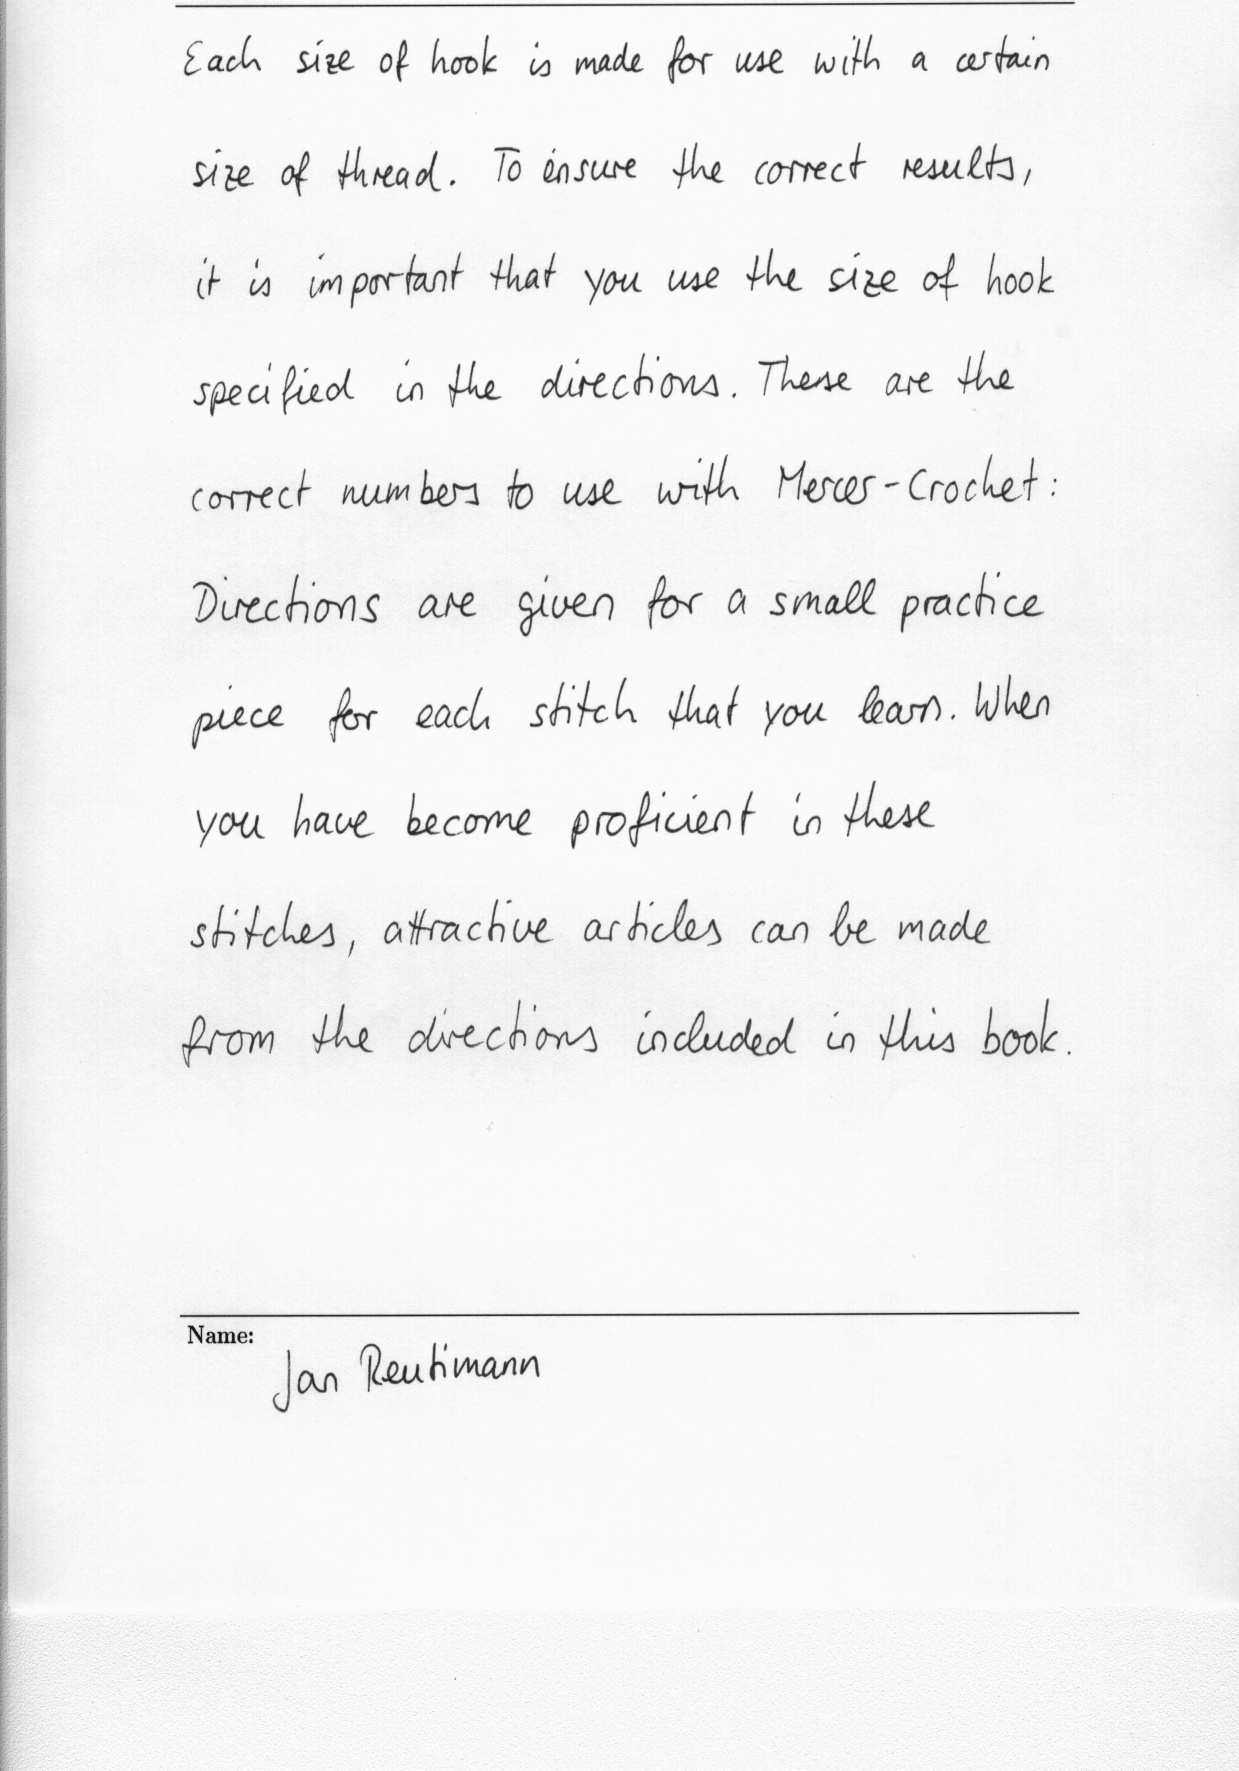 Each size of hook is made for use with a certain
size of thread. To ensure the correct results,
it is important that you use the size of hook
specified in the directions. These are the
correct numbers to use with Mercer-Crochet:
Directions are given for a small practice
piece for each stitch that you learn. When
you have become proficient in these
stitches, attractive articles can be made
from the directions included in this book.
Name:
Jan Reutimann